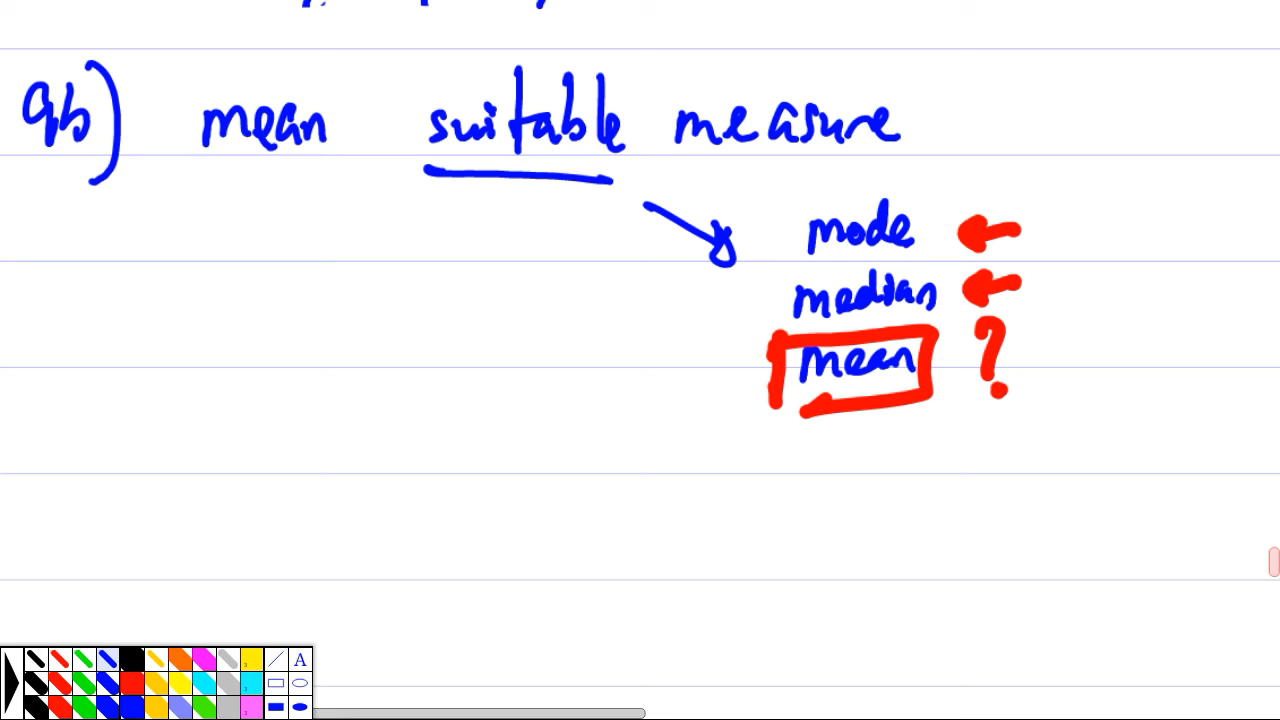 9b) mean suitable measure
mode
median
mean ?
A